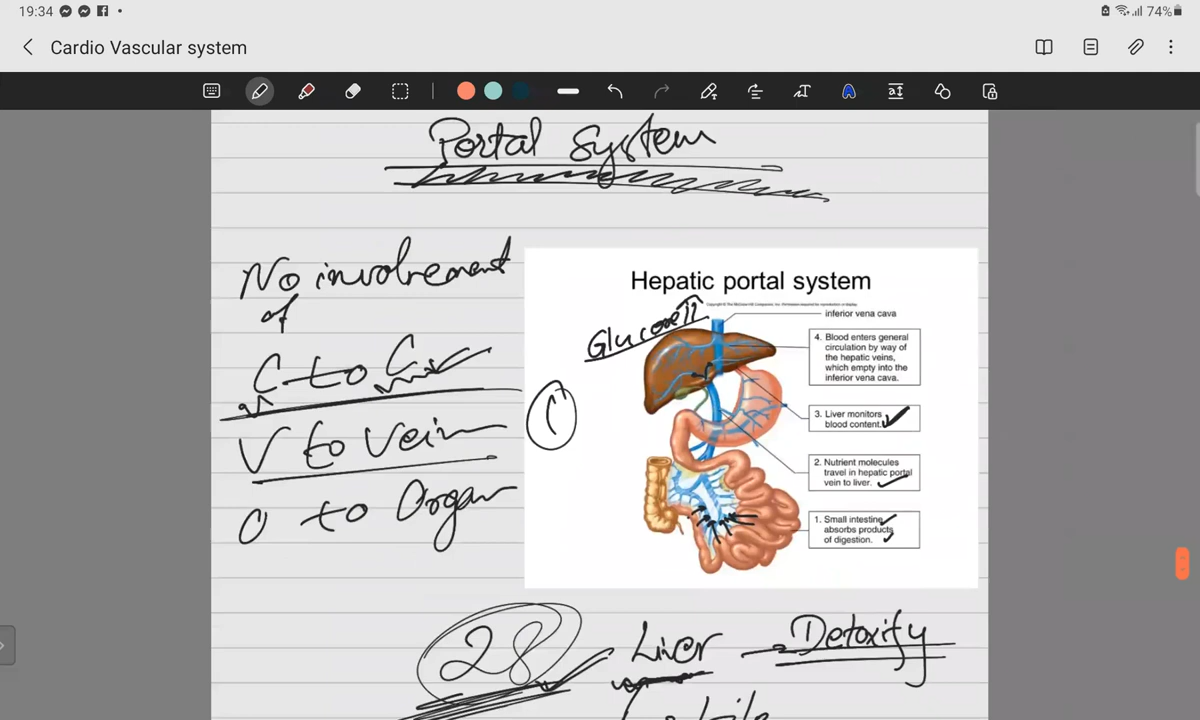 19:34
74%
Cardio Vascular system
Portal System
No involvement
of
C to C
V to Vein
O to Organ
Hepatic portal system
Glucose
inferior vena cava
4. Blood enters general
circulation by way of
the hepatic veins,
which empty into the
inferior vena cava.
3. Liver monitors
blood content.
2. Nutrient molecules
travel in hepatic portal
vein to liver.
1. Small intestine
absorbs products
of digestion.
28
Liver Detoxify